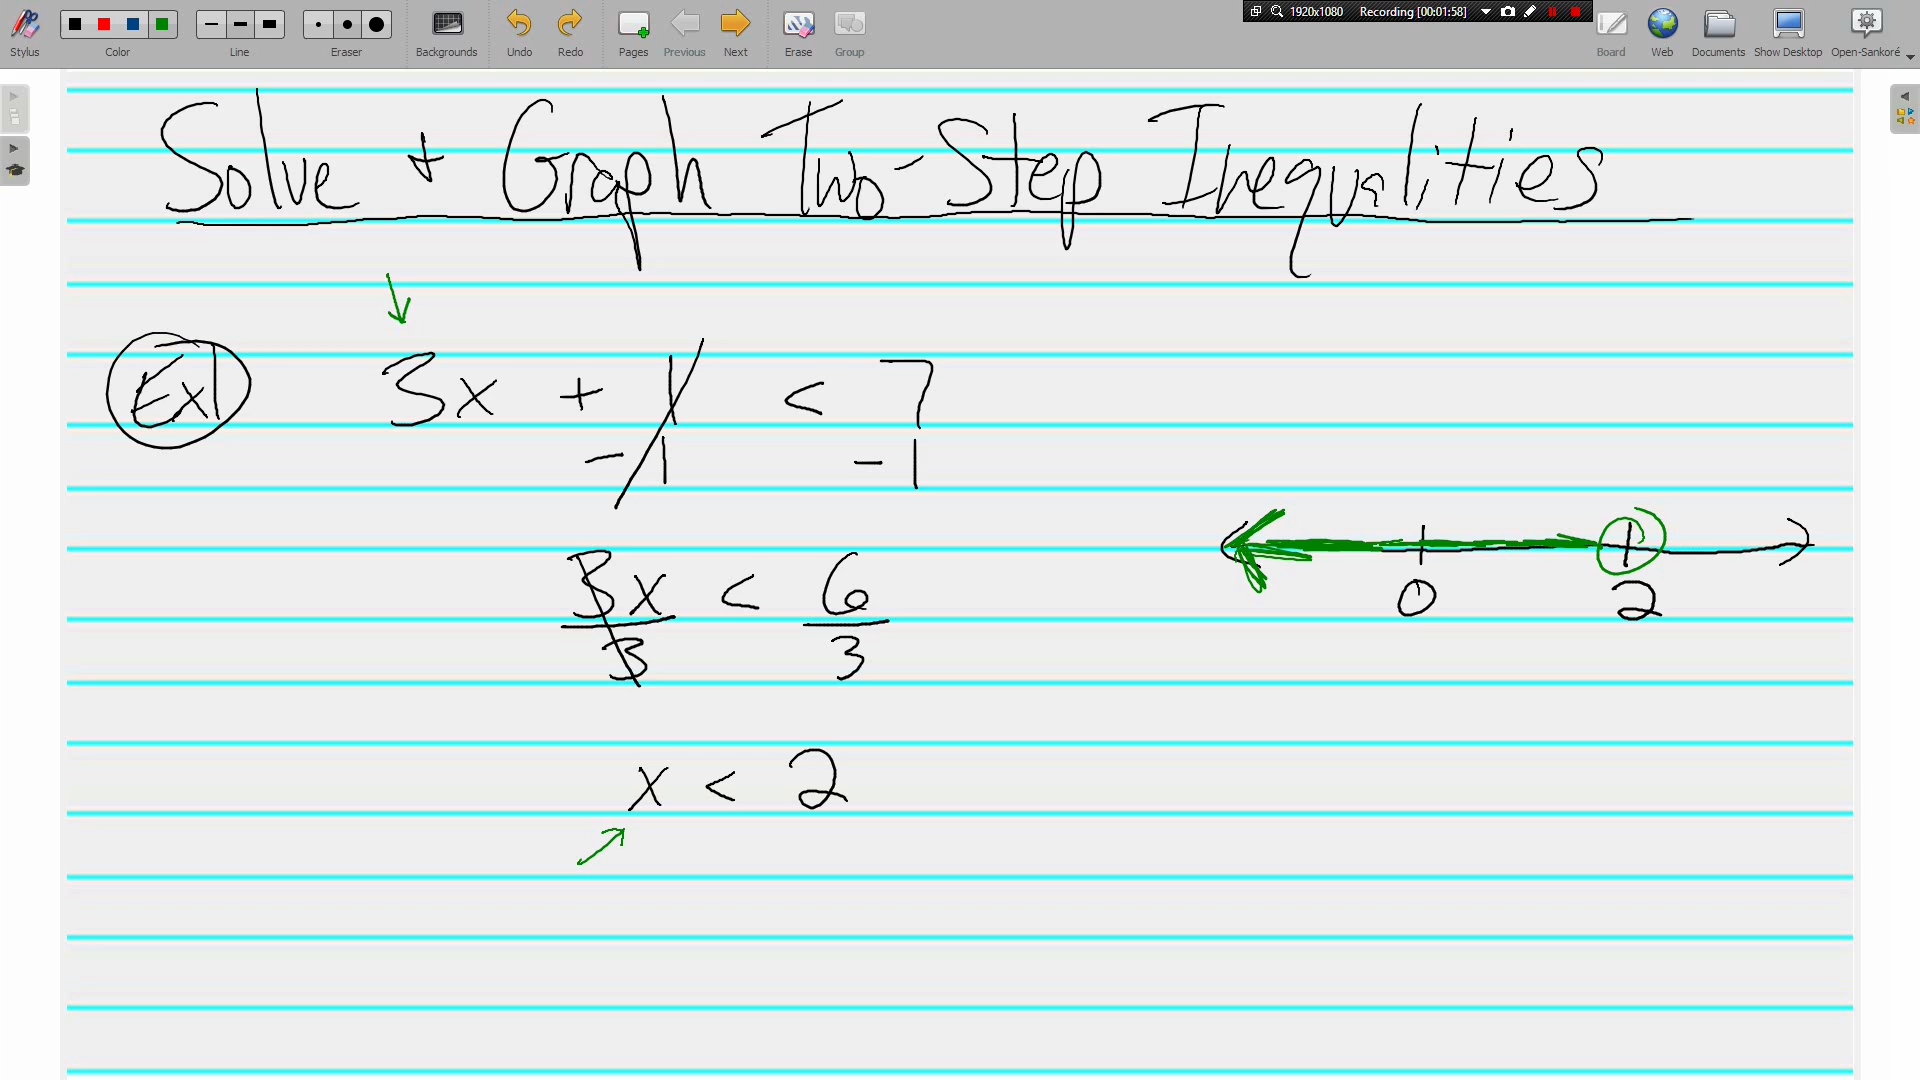 1920x1080 Recording [00:01:58]
Stylus Color Line Eraser Backgrounds Undo Redo Pages Previous Next Erase Group Board Web Documents Show Desktop Open-Sankoré
Solve + Graph Two-Step Inequalities
Ex1 3x + 1 < 7
-1 -1
3x < 6
3 3
0 2
x < 2